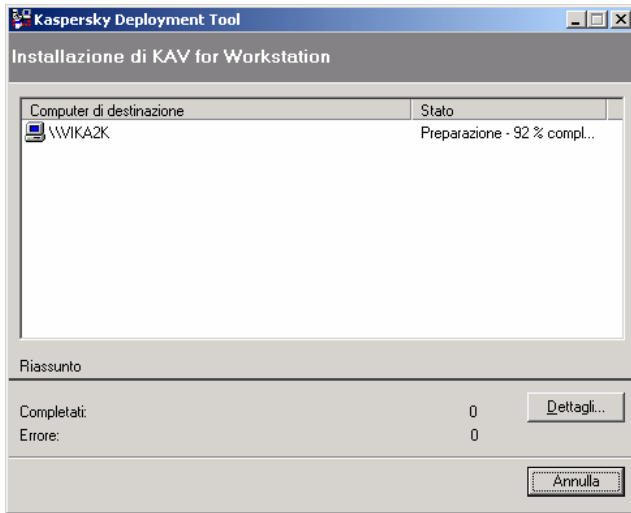 Kaspersky Deployment Tool
Installazione di KAV for Workstation
Computer di destinazione Stato
\\VIKA2K Preparazione - 92 % compl...
Riassunto
Completati: 0 Dettagli...
Errore: 0
Annulla